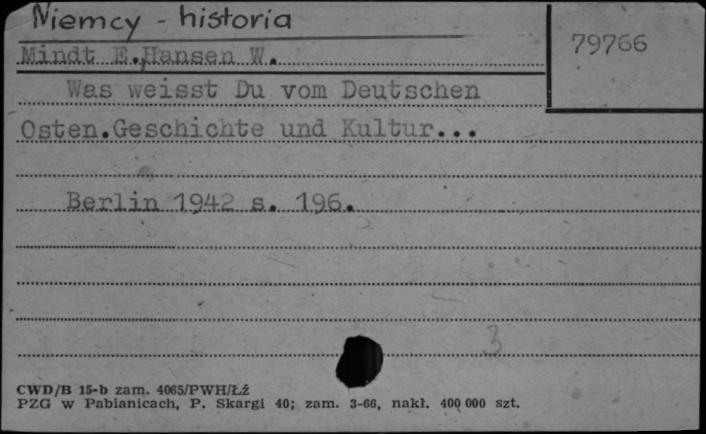 Niemcy - historia
79766
Mindt E.,Hansen W.
Was weisst Du vom Deutschen
Osten.Geschichte und Kultur...
Berlin 1942 s. 196.
3
CWD/B 15-b zam. 4065/PWH/Łź
PZG w Pabianicach, P. Skargi 40; zam. 3-66, nakł. 400 000 szt.